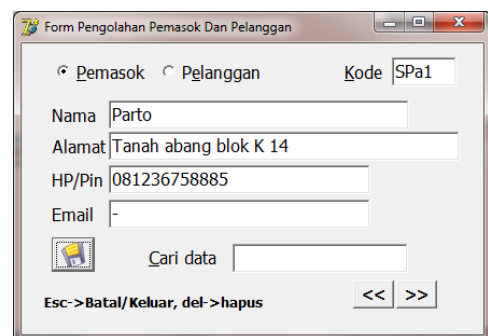 Form Pengolahan Pemasok Dan Pelanggan
Pemasok Pelanggan Kode SPa1
Nama Parto
Alamat Tanah abang blok K 14
HP/Pin 081236758885
Email -
Cari data
Esc->Batal/Keluar, del->hapus << >>